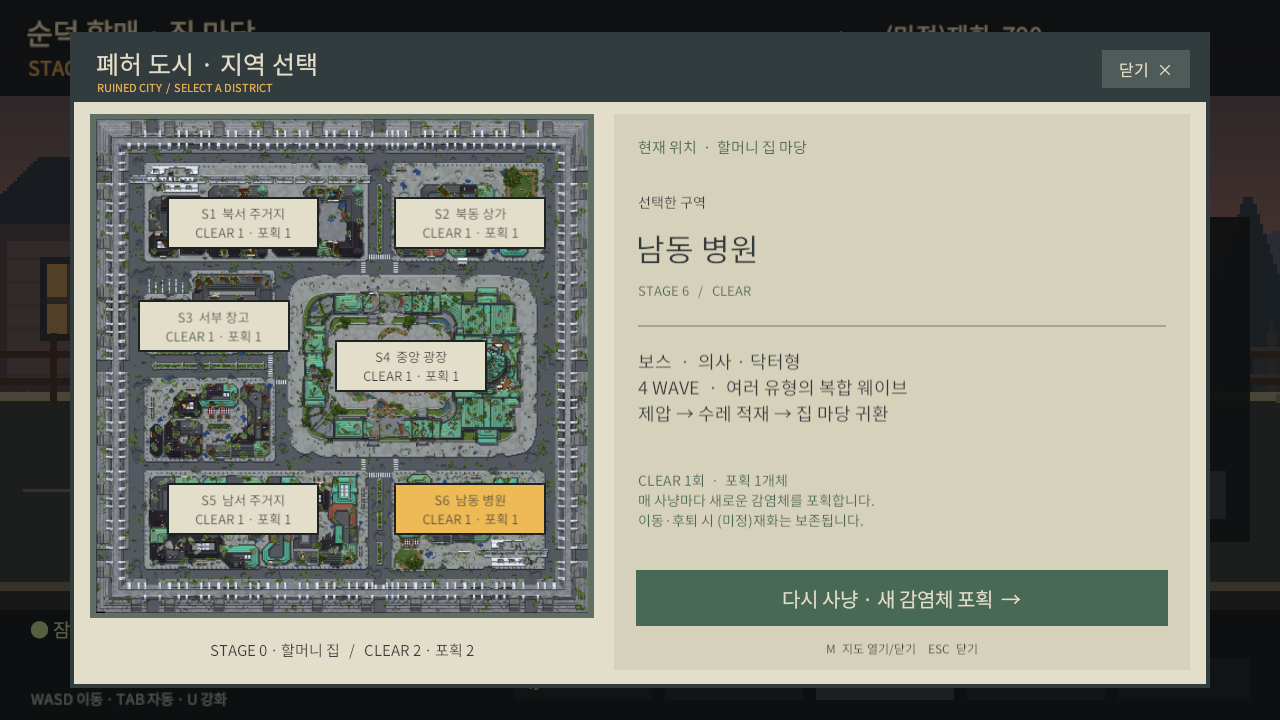 폐허 도시 · 지역 선택
RUINED CITY / SELECT A DISTRICT
닫기 ×
S1 북서 주거지
CLEAR 1 · 포획 1
S2 북동 상가
CLEAR 1 · 포획 1
S3 서부 창고
CLEAR 1 · 포획 1
S4 중앙 광장
CLEAR 1 · 포획 1
S5 남서 주거지
CLEAR 1 · 포획 1
S6 남동 병원
CLEAR 1 · 포획 1
STAGE 0 · 할머니 집 / CLEAR 2 · 포획 2
현재 위치 · 할머니 집 마당
선택한 구역
남동 병원
STAGE 6 / CLEAR
보스 · 의사 · 닥터형
4 WAVE · 여러 유형의 복합 웨이브
제압 → 수레 적재 → 집 마당 귀환
CLEAR 1회 · 포획 1개체
매 사냥마다 새로운 감염체를 포획합니다.
이동·후퇴 시 (미정)재화는 보존됩니다.
다시 사냥 · 새 감염체 포획 →
M 지도 열기/닫기 ESC 닫기
WASD 이동 · TAB 자동 · U 강화